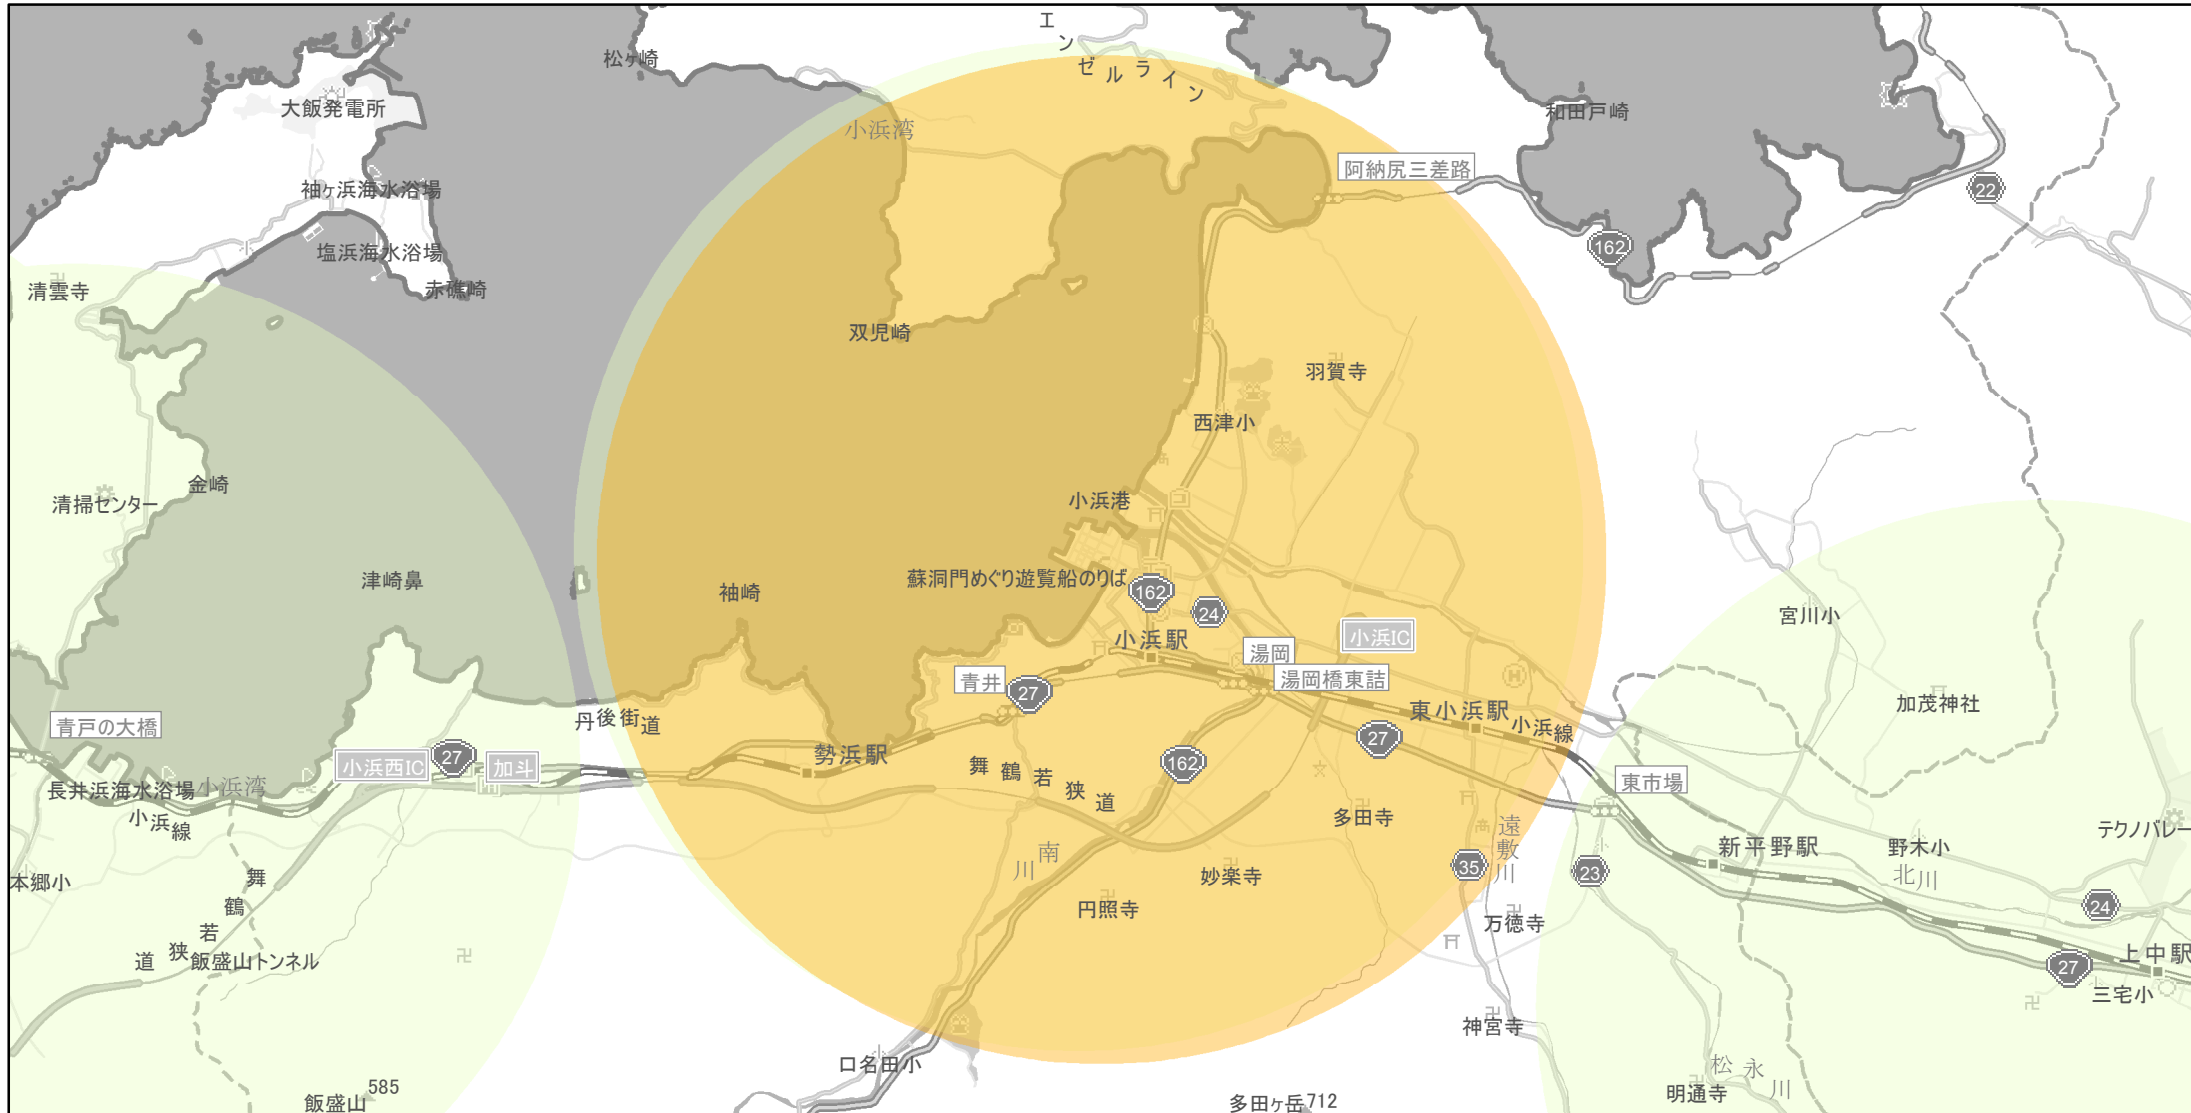 エンゼルライン
松ヶ崎
大飯発電所
小浜湾
和田戸崎
阿納尻三差路
袖ヶ浜海水浴場
22
塩浜海水浴場
162
清雲寺
赤礁崎
双児崎
羽賀寺
西津小
金崎
清掃センター
小浜港
津崎鼻
蘇洞門めぐり遊覧船のりば
袖崎
162
24
宮川小
小浜駅
小浜IC
湯岡
青井
27
湯岡橋東詰
加茂神社
東小浜駅
小浜線
丹後街道
青戸の大橋
27
勢浜駅
小浜西IC
27
加斗
162
舞鶴若狭道
東市場
長井浜海水浴場
小浜湾
小浜線
多田寺
遠敷川
テクノバレー
新平野駅
野木小
南川
35
23
妙楽寺
北川
本郷小
舞鶴若狭道
円照寺
24
万徳寺
飯盛山トンネル
27
上中駅
三宅小
神宮寺
口名田小
松永川
585
飯盛山
多田ヶ岳712
明通寺